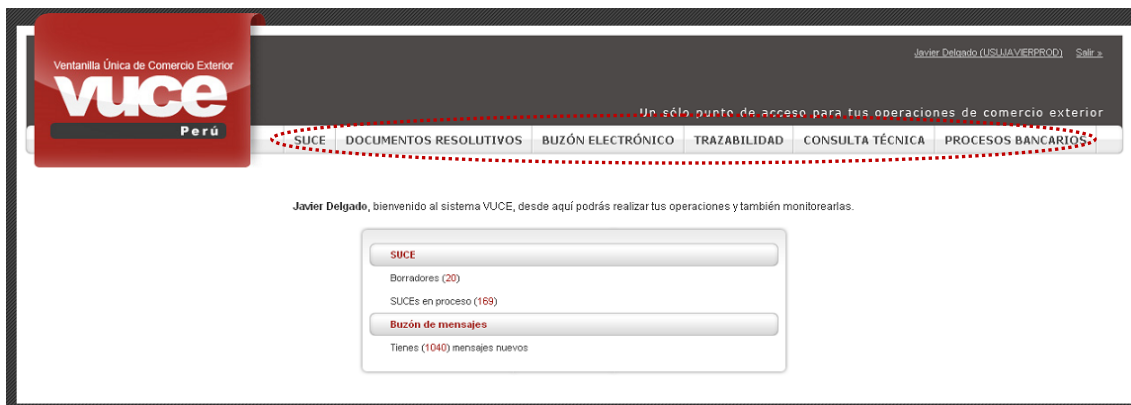 Javier Delgado (USUJAVIERPROD) Salir »
Ventanilla Única de Comercio Exterior
vuce
Perú
Un sólo punto de acceso para tus operaciones de comercio exterior
SUCE DOCUMENTOS RESOLUTIVOS BUZÓN ELECTRÓNICO TRAZABILIDAD CONSULTA TÉCNICA PROCESOS BANCARIOS
Javier Delgado, bienvenido al sistema VUCE, desde aquí podrás realizar tus operaciones y también monitorearlas.
SUCE
Borradores (20)
SUCEs en proceso (169)
Buzón de mensajes
Tienes (1040) mensajes nuevos